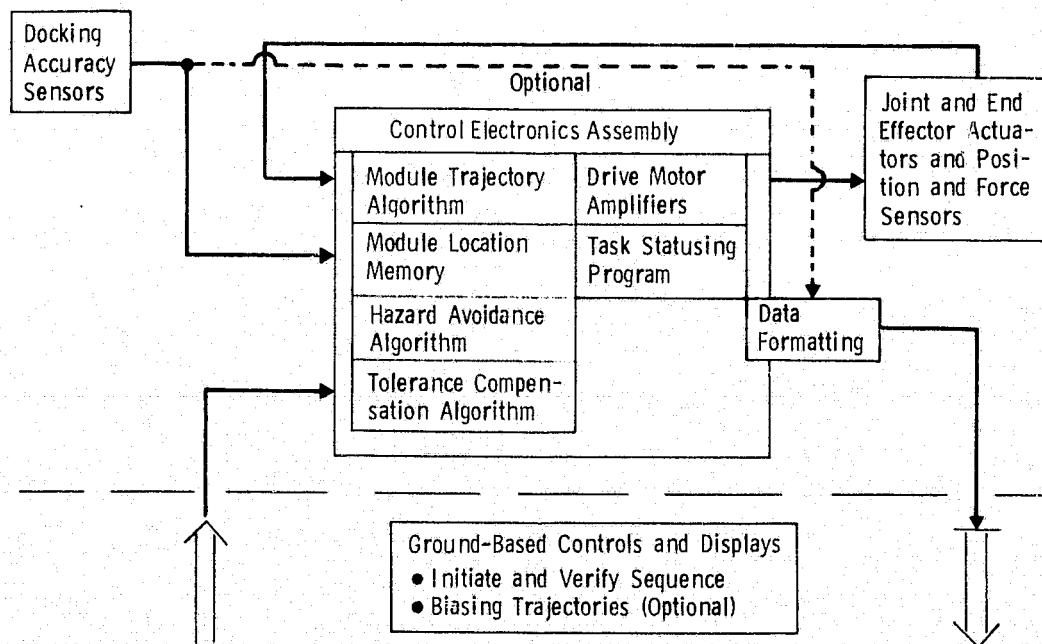 Docking
Accuracy
Sensors
Optional
Control Electronics Assembly
Module Trajectory
Algorithm
Module Location
Memory
Hazard Avoidance
Algorithm
Tolerance Compen-
sation Algorithm
Drive Motor
Amplifiers
Task Statusing
Program
Data
Formatting
Joint and End
Effector Actua-
tors and Posi-
tion and Force
Sensors
Ground-Based Controls and Displays
● Initiate and Verify Sequence
● Biasing Trajectories (Optional)